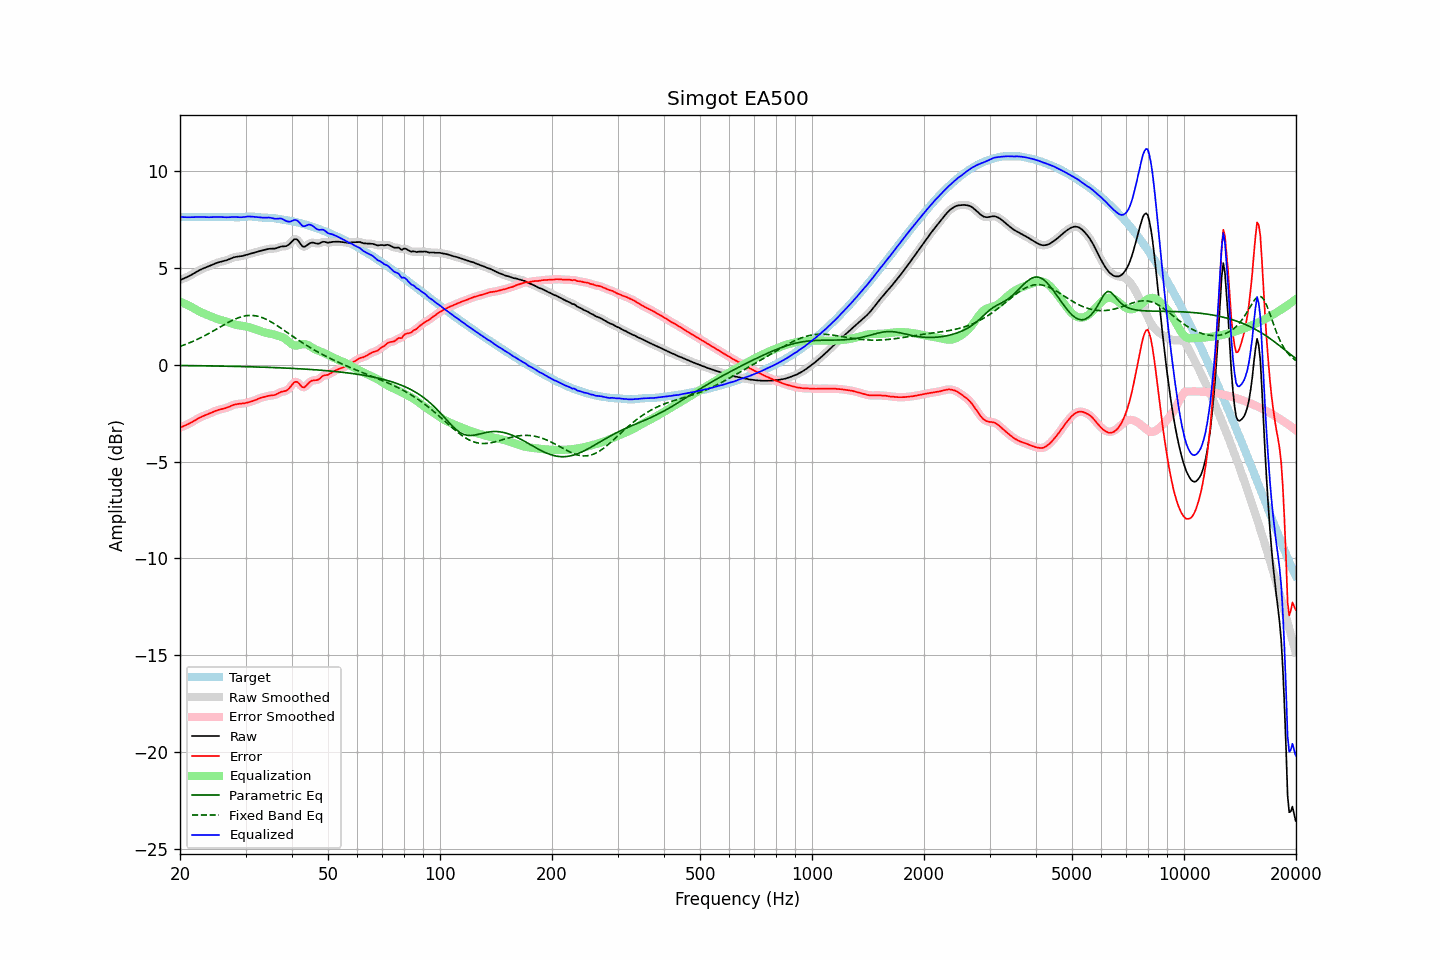 Simgot EA500
Amplitude (dBr)
10
5
0
−5
−10
−15
−20
−25
Target
Raw Smoothed
Error Smoothed
Raw
Error
Equalization
Parametric Eq
Fixed Band Eq
Equalized
20 50 100 200 500 1000 2000 5000 10000 20000
Frequency (Hz)